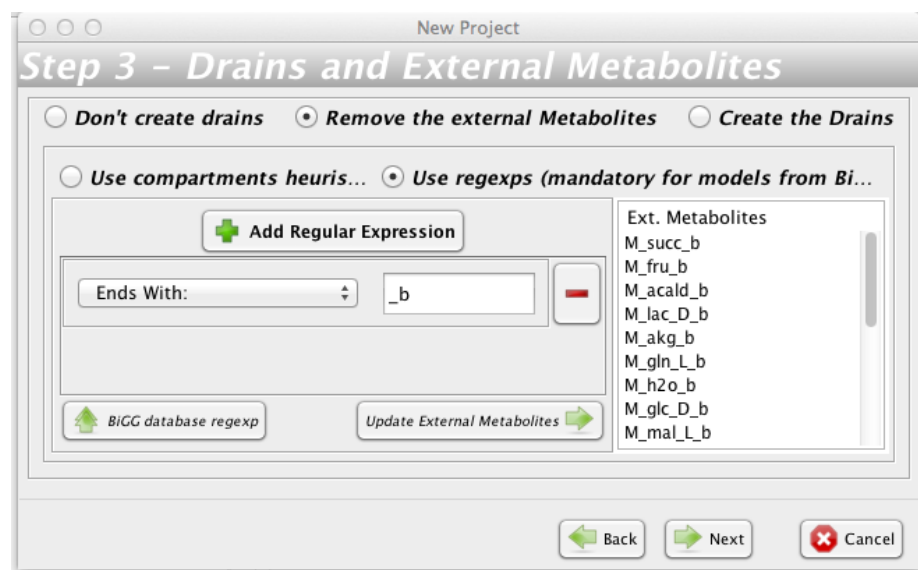 New Project
Step 3 – Drains and External Metabolites
Don't create drains Remove the external Metabolites Create the Drains
Use compartments heuris... Use regexps (mandatory for models from Bi...
Add Regular Expression
Ends With: _b
BiGG database regexp Update External Metabolites
Ext. Metabolites
M_succ_b
M_fru_b
M_acald_b
M_lac_D_b
M_akg_b
M_gln_L_b
M_h2o_b
M_glc_D_b
M_mal_L_b
Back Next Cancel